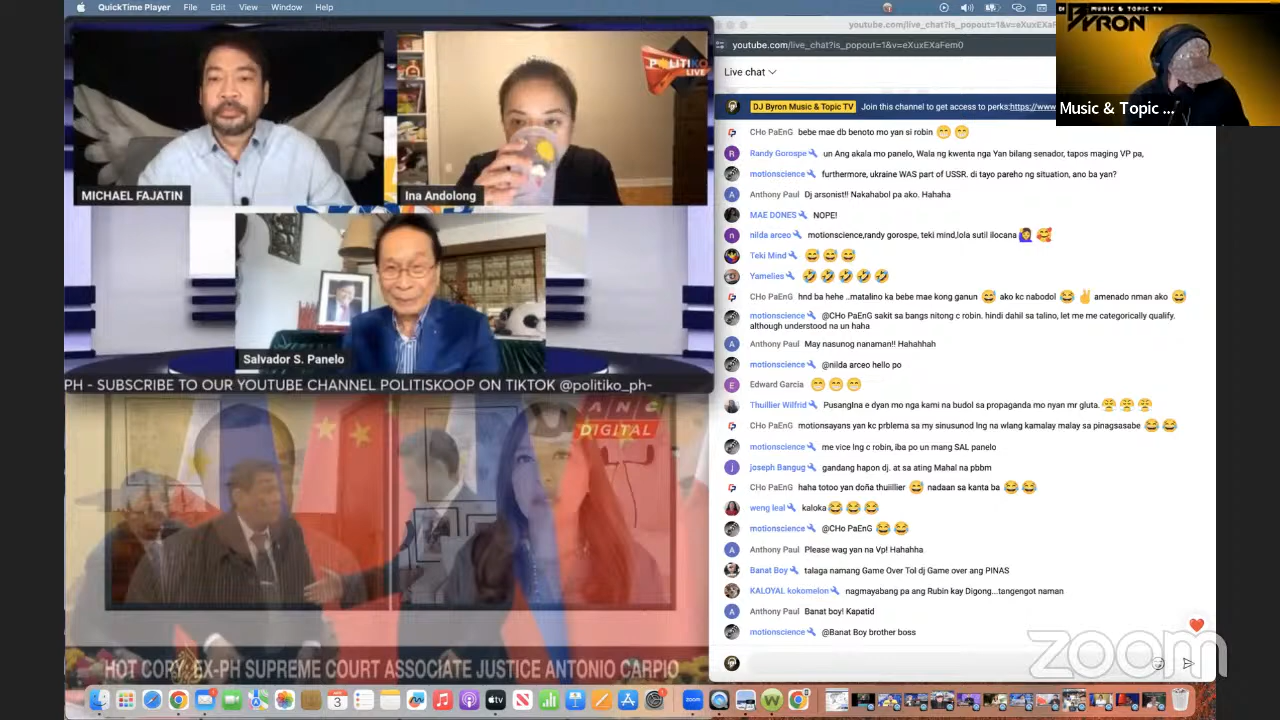 QuickTime Player File Edit View Window Help
youtube.com/live_chat?is_popout=1&v=eXuxEXaFem
youtube.com/live_chat?is_popout=1&v=eXuxEXaFem0
Live chat
MUSIC & TOPIC TV
BYRON
Music & Topic ...
DJ Byron Music & Topic TV Join this channel to get access to perks:https://www
CHo PaEnG bebe mae db benoto mo yan si robin 😁 😁
Randy Gorospe un Ang akala mo panelo, Wala ng kwenta nga Yan bilang senador, tapos maging VP pa,
motionscience furthermore, ukraine WAS part of USSR. di tayo pareho ng situation, ano ba yan?
Anthony Paul Dj arsonist!! Nakahabol pa ako. Hahaha
MAE DONES NOPE!
nilda arceo motionscience,randy gorospe, teki mind,lola sutil ilocana 🙋‍♀️ 🥰
Teki Mind 😅 😅 😅
Yamelies 🤣 🤣 🤣 🤣 🤣
CHo PaEnG hnd ba hehe ..matalino ka bebe mae kong ganun 😅 ako kc nabodol 😂 ✌️ amenado nman ako 😅
motionscience @CHo PaEnG sakit sa bangs nitong c robin. hindi dahil sa talino, let me me categorically qualify.
although understood na un haha
Anthony Paul May nasunog nanaman!! Hahahhah
motionscience @nilda arceo hello po
Edward Garcia 😁 😁 😁
Thuillier Wilfrid PusangIna e dyan mo nga kami na budol sa propaganda mo nyan mr gluta. 😤 😤 😤
CHo PaEnG motionsayans yan kc prblema sa my sinusunod lng na wlang kamalay malay sa pinagsasabe 😂 😂
motionscience me vice lng c robin, iba po un mang SAL panelo
joseph Bangug gandang hapon dj. at sa ating Mahal na pbbm
CHo PaEnG haha totoo yan doña thuiillier 😅 nadaan sa kanta ba 😂 😂
weng leal kaloka 😂 😂 😂
motionscience @CHo PaEnG 😂 😂
Anthony Paul Please wag yan na Vp! Hahahha
Banat Boy talaga namang Game Over Tol dj Game over ang PINAS
KALOYAL kokomelon nagmayabang pa ang Rubin kay Digong...tangengot naman
Anthony Paul Banat boy! Kapatid
motionscience @Banat Boy brother boss
POLITIKO
LIVE
MICHAEL FAJATIN
Ina Andolong
Salvador S. Panelo
PH - SUBSCRIBE TO OUR YOUTUBE CHANNEL POLITISKOOP ON TIKTOK @politiko_ph-
ANC
DIGITAL
HOT COPY: EX-PH SUPREME COURT ASSOCIATE JUSTICE ANTONIO CARPIO
zoom